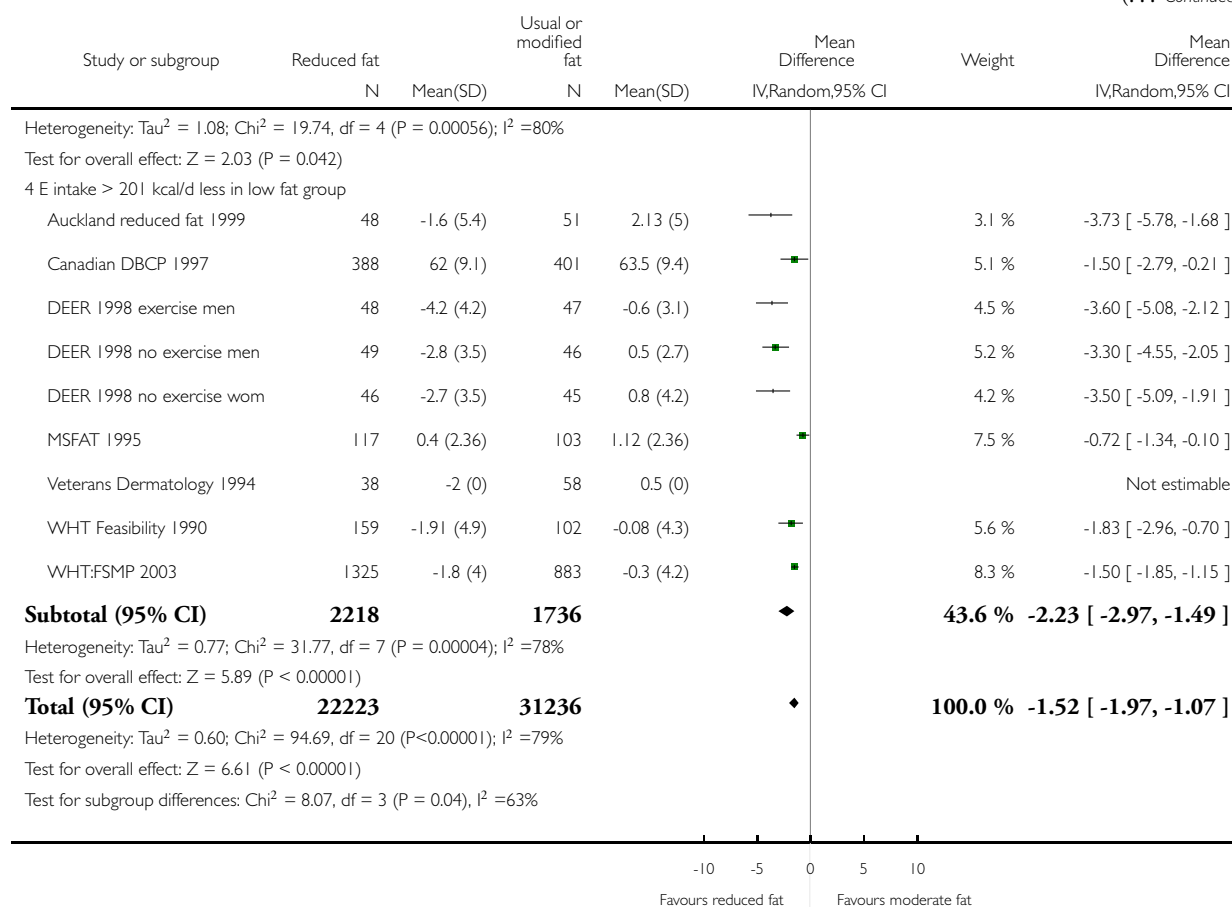 Study or subgroup Reduced fat Usual or modified fat Mean Difference Weight Mean Difference
N Mean(SD) N Mean(SD) IV,Random,95% CI IV,Random,95% CI
Heterogeneity: Tau² = 1.08; Chi² = 19.74, df = 4 (P = 0.00056); I² =80%
Test for overall effect: Z = 2.03 (P = 0.042)
4 E intake > 201 kcal/d less in low fat group
Auckland reduced fat 1999 48 -1.6 (5.4) 51 2.13 (5) 3.1 % -3.73 [ -5.78, -1.68 ]
Canadian DBCP 1997 388 62 (9.1) 401 63.5 (9.4) 5.1 % -1.50 [ -2.79, -0.21 ]
DEER 1998 exercise men 48 -4.2 (4.2) 47 -0.6 (3.1) 4.5 % -3.60 [ -5.08, -2.12 ]
DEER 1998 no exercise men 49 -2.8 (3.5) 46 0.5 (2.7) 5.2 % -3.30 [ -4.55, -2.05 ]
DEER 1998 no exercise wom 46 -2.7 (3.5) 45 0.8 (4.2) 4.2 % -3.50 [ -5.09, -1.91 ]
MSFAT 1995 117 0.4 (2.36) 103 1.12 (2.36) 7.5 % -0.72 [ -1.34, -0.10 ]
Veterans Dermatology 1994 38 -2 (0) 58 0.5 (0) Not estimable
WHT Feasibility 1990 159 -1.91 (4.9) 102 -0.08 (4.3) 5.6 % -1.83 [ -2.96, -0.70 ]
WHT:FSMP 2003 1325 -1.8 (4) 883 -0.3 (4.2) 8.3 % -1.50 [ -1.85, -1.15 ]
Subtotal (95% CI) 2218 1736 43.6 % -2.23 [ -2.97, -1.49 ]
Heterogeneity: Tau² = 0.77; Chi² = 31.77, df = 7 (P = 0.00004); I² =78%
Test for overall effect: Z = 5.89 (P < 0.00001)
Total (95% CI) 22223 31236 100.0 % -1.52 [ -1.97, -1.07 ]
Heterogeneity: Tau² = 0.60; Chi² = 94.69, df = 20 (P<0.00001); I² =79%
Test for overall effect: Z = 6.61 (P < 0.00001)
Test for subgroup differences: Chi² = 8.07, df = 3 (P = 0.04), I² =63%
-10 -5 0 5 10
Favours reduced fat Favours moderate fat